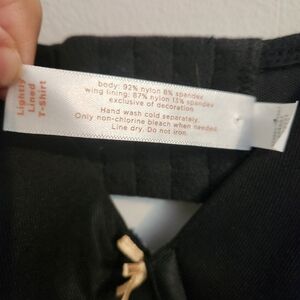 Lightly
Lined
T-Shirt
body: 92% nylon 8% spandex
wing lining: 87% nylon 13% spandex
exclusive of decoration
Hand wash cold separately.
Only non-chlorine bleach when needed.
Line dry. Do not iron.